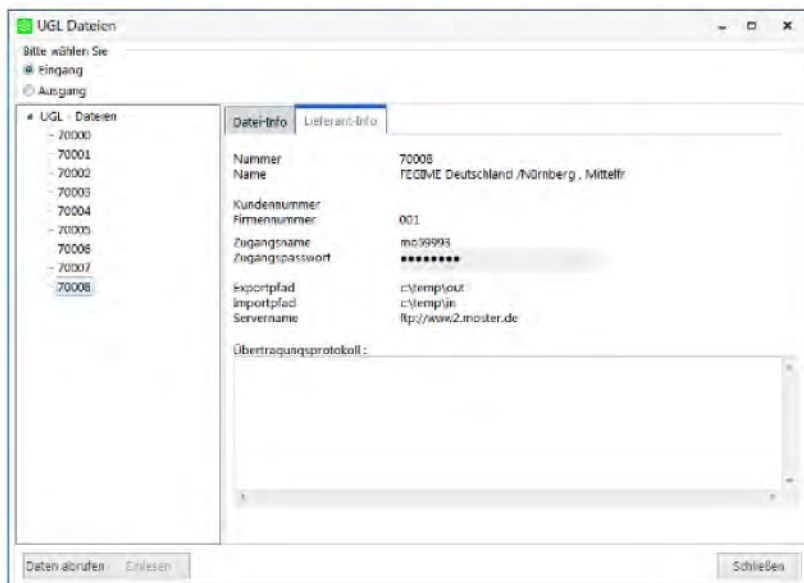 UGL Dateien
Bitte wählen Sie
Eingang
Ausgang
UGL - Dateien
70000
70001
70002
70003
70004
70005
70006
70007
70008
Datei-Info Lieferant-Info
Nummer 70008
Name FEGIME Deutschland /Nürnberg , Mittelfr
Kundennummer
Firmennummer 001
Zugangsname mo59993
Zugangspasswort ●●●●●●●●
Exportpfad c:\temp\out
Importpfad c:\temp\in
Servername ftp://www2.moster.de
Übertragungsprotokoll :
Daten abrufen Einlesen Schließen